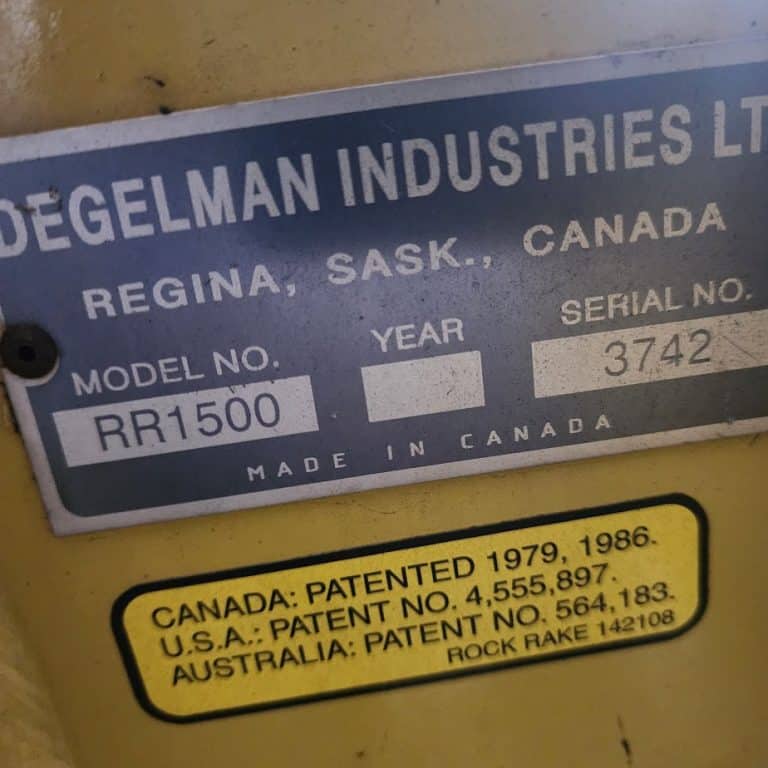 DEGELMAN INDUSTRIES LT
REGINA, SASK., CANADA
MODEL NO. YEAR SERIAL NO.
RR1500 3742
MADE IN CANADA
CANADA: PATENTED 1979, 1986.
U.S.A.: PATENT NO. 4,555,897.
AUSTRALIA: PATENT NO. 564,183.
ROCK RAKE 142108